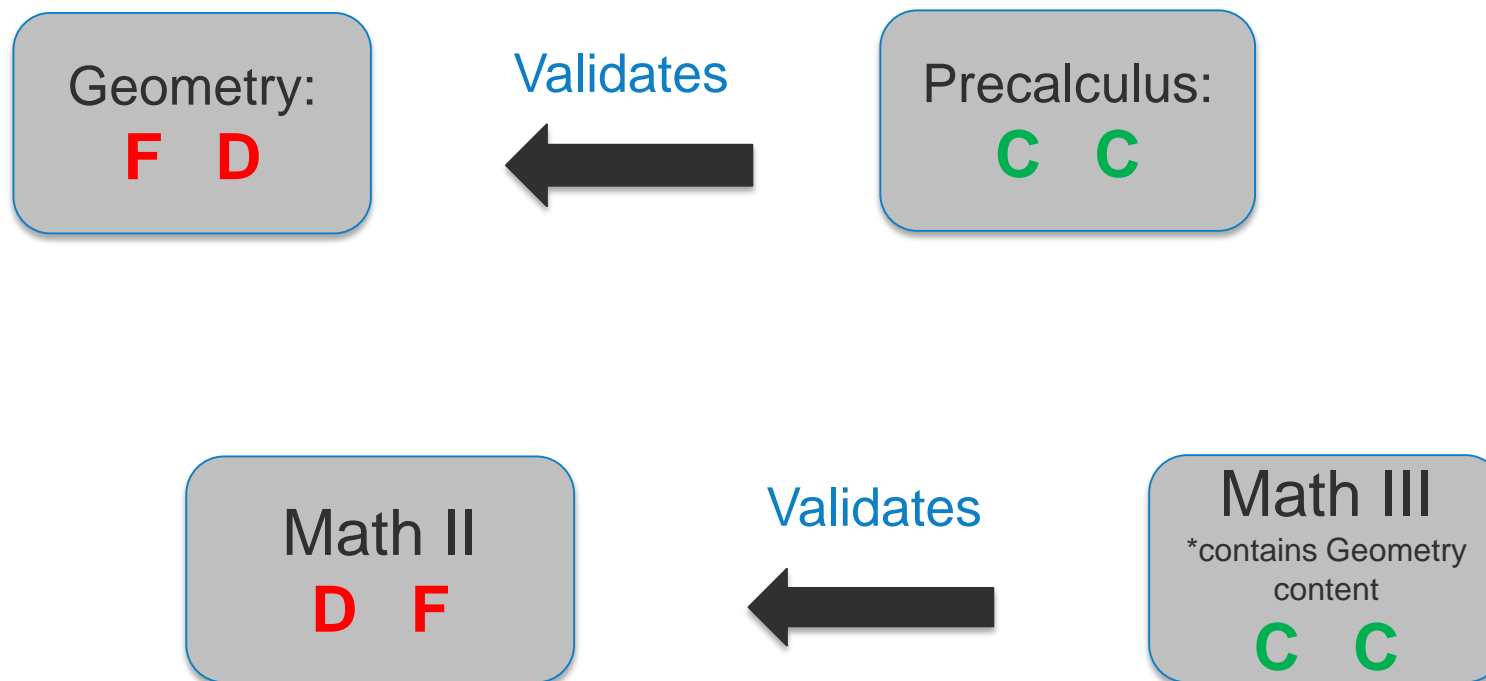 Geometry:
F D
Validates
Precalculus:
C C
Math II
D F
Validates
Math III
*contains Geometry
content
C C